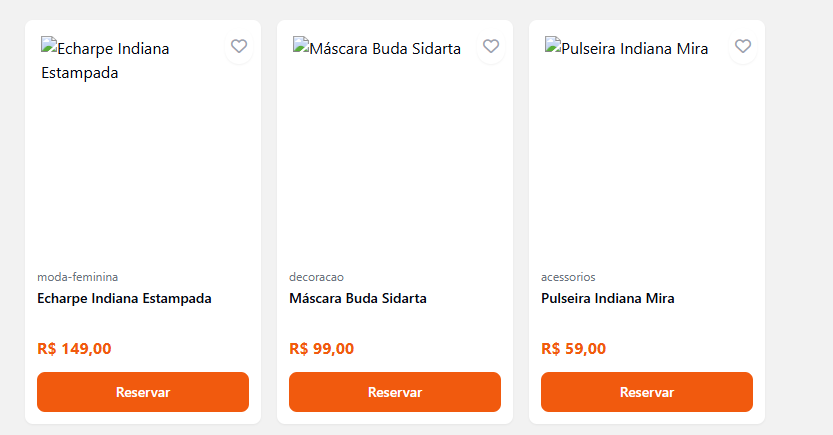 Echarpe Indiana
Estampada
moda-feminina
Echarpe Indiana Estampada
R$ 149,00
Reservar
Máscara Buda Sidarta
decoracao
Máscara Buda Sidarta
R$ 99,00
Reservar
Pulseira Indiana Mira
acessorios
Pulseira Indiana Mira
R$ 59,00
Reservar